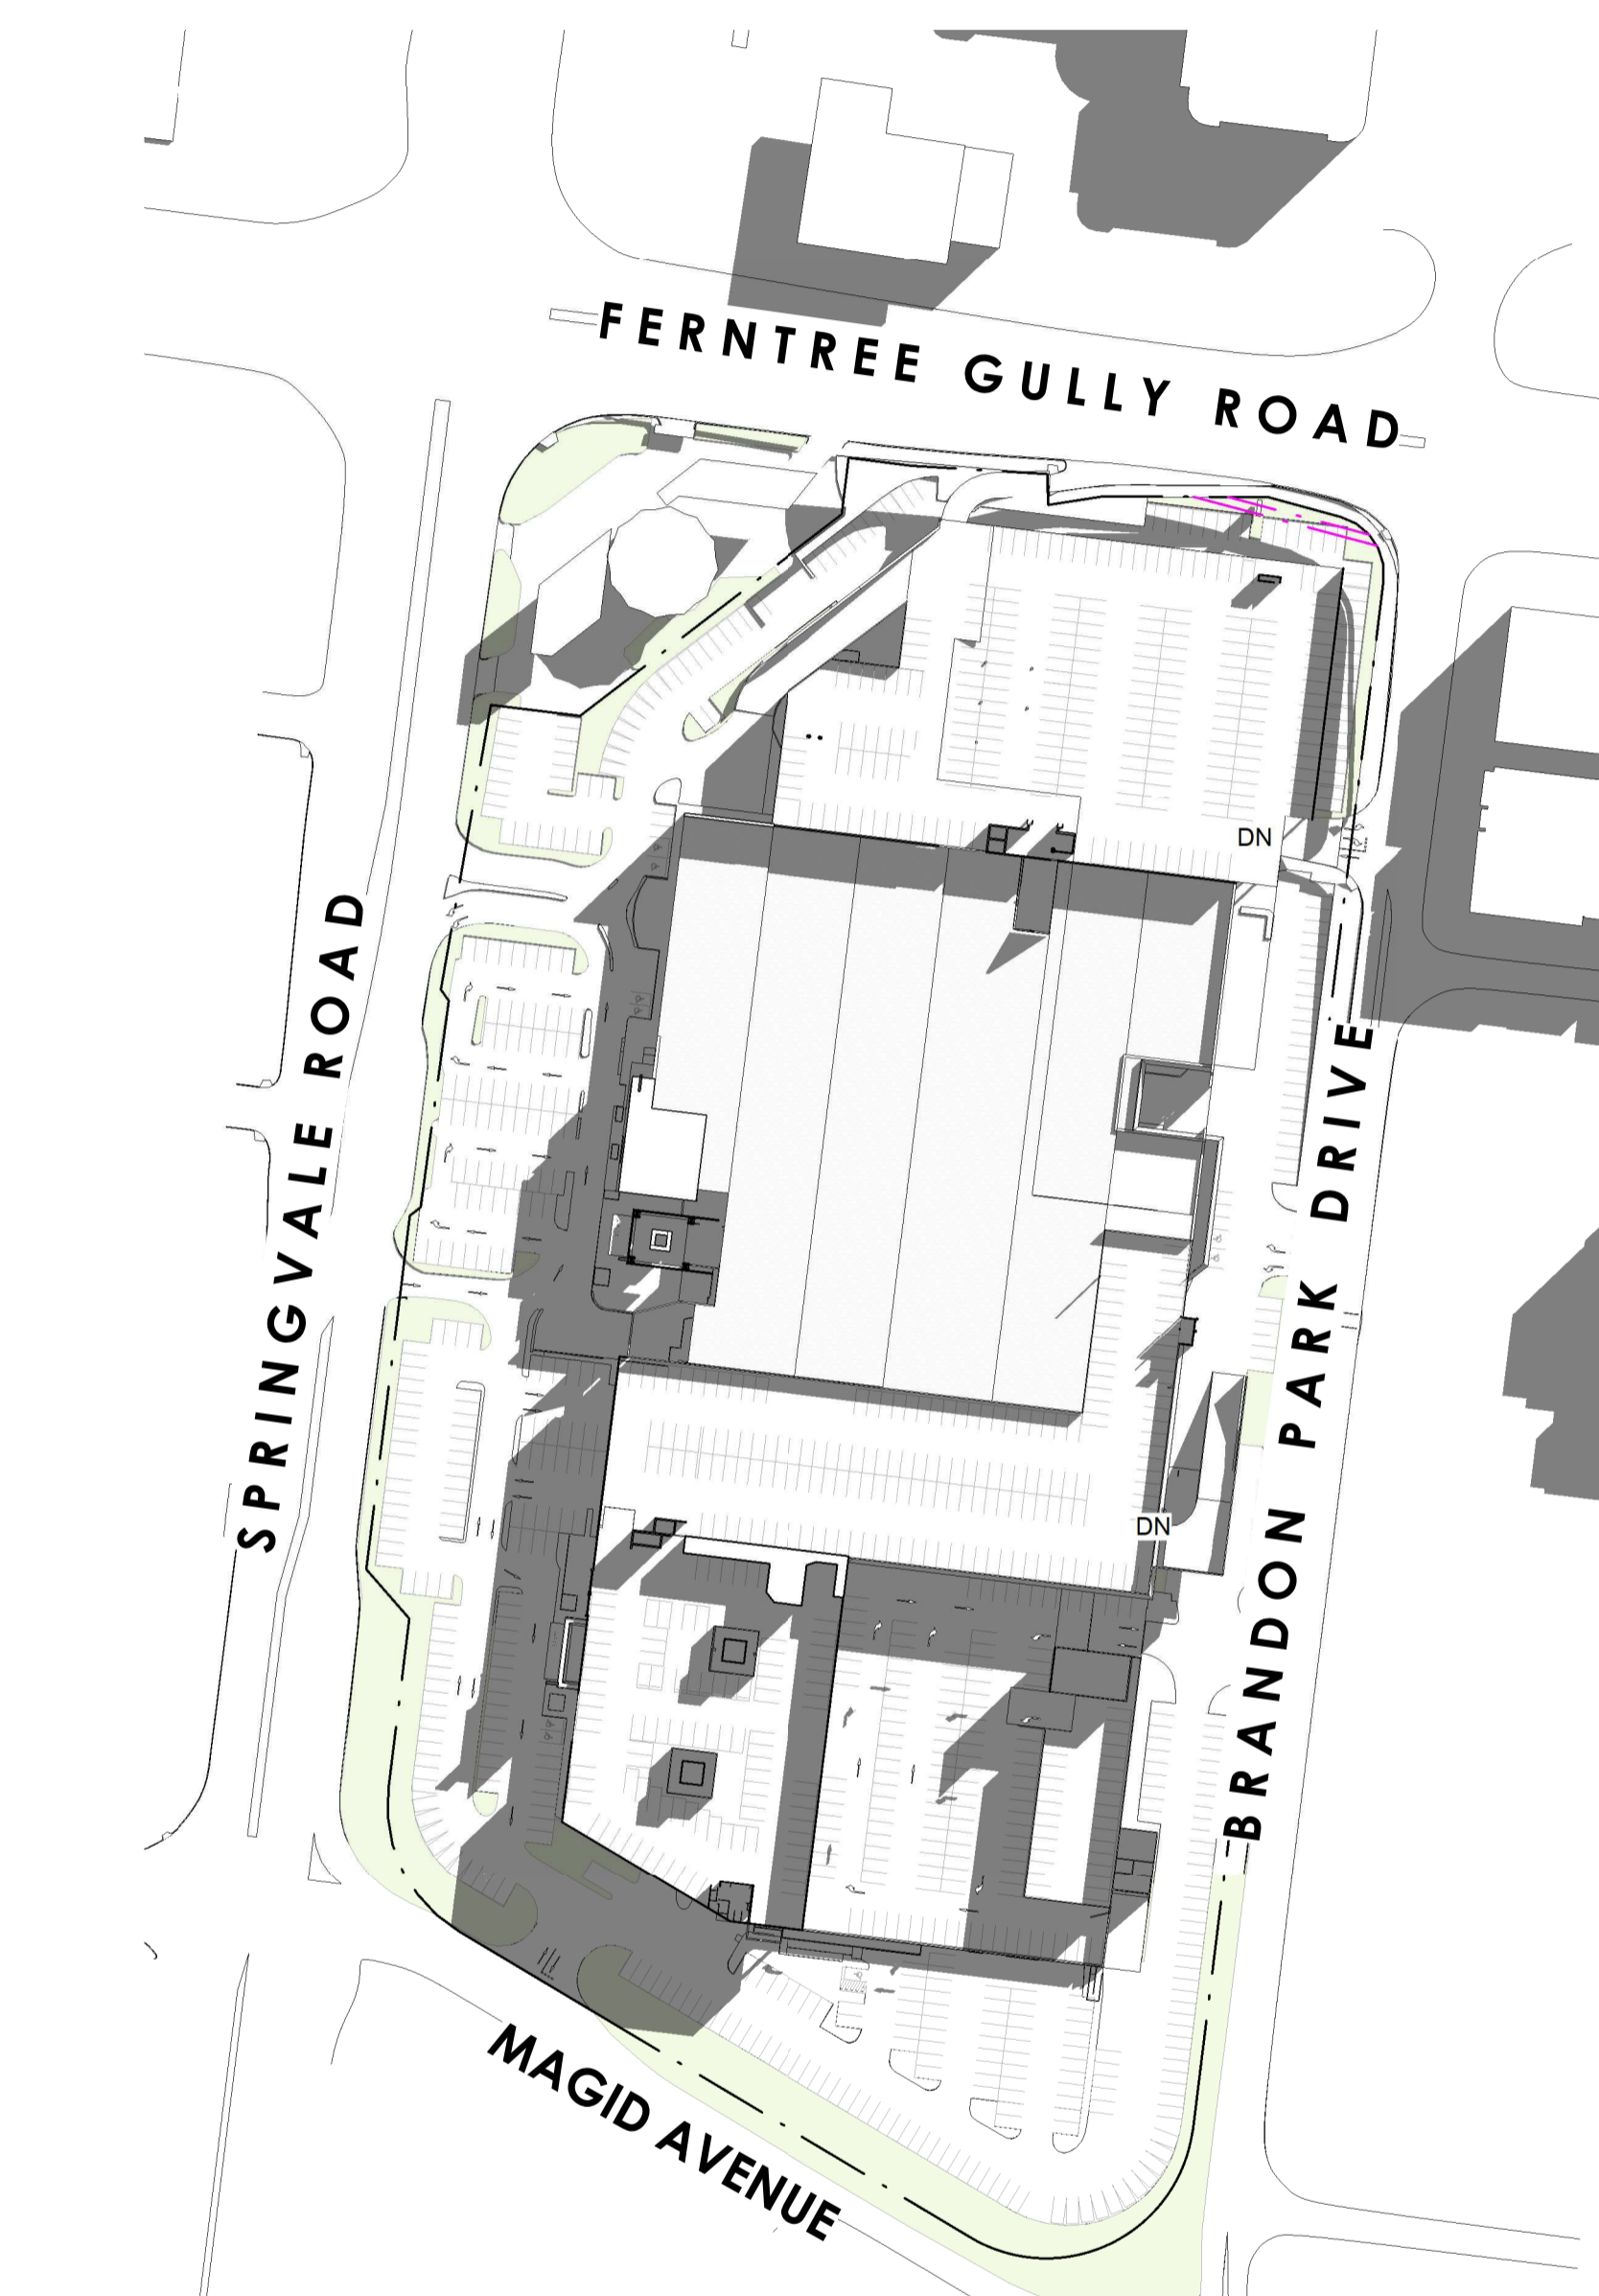 FERNTREE GULLY ROAD
DN
SPRINGVALE ROAD
BRANDON PARK DRIVE
DN
MAGID AVENUE